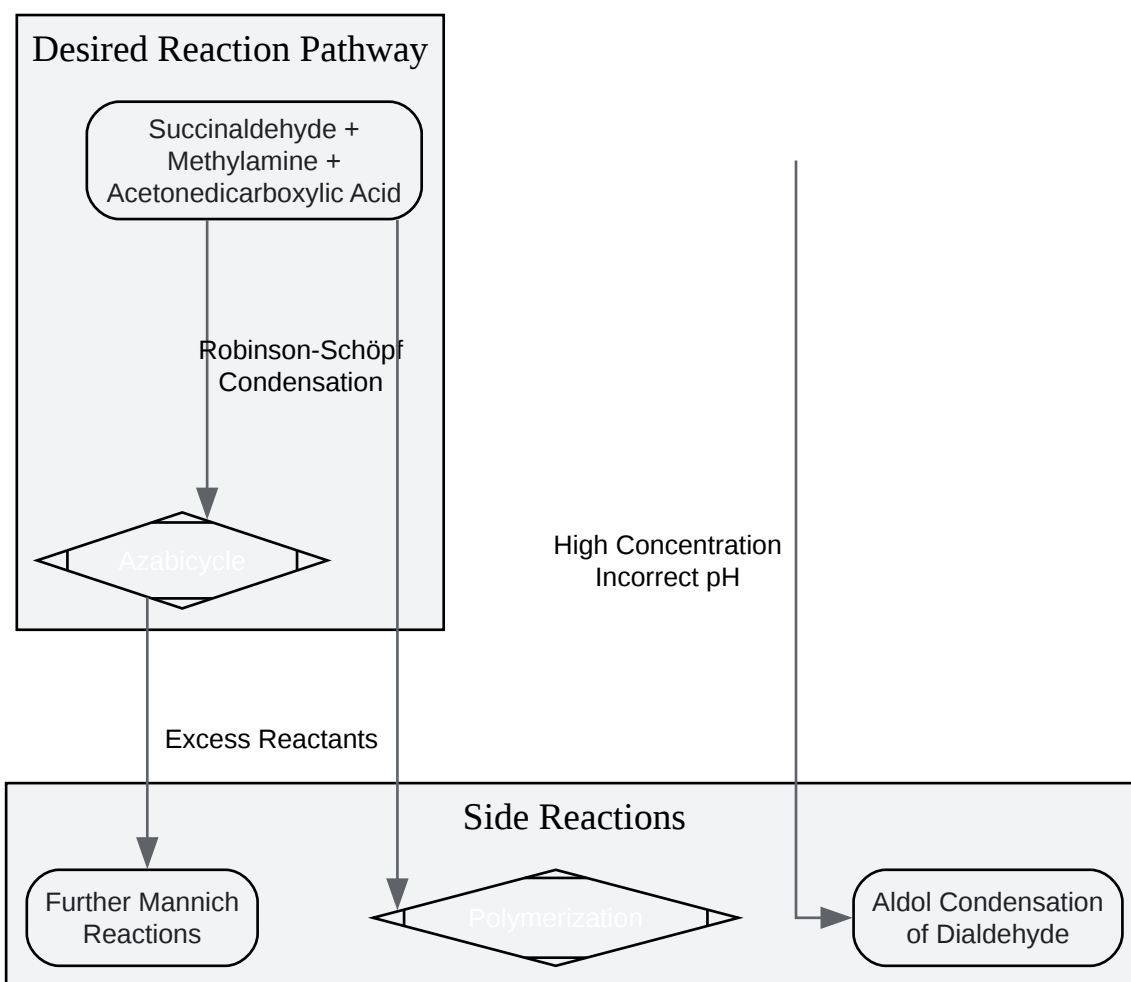 Desired Reaction Pathway
Succinaldehyde +
Methylamine +
Acetonedicarboxylic Acid
Robinson-Schöpf
Condensation
Azabicycle
High Concentration
Incorrect pH
Excess Reactants
Side Reactions
Further Mannich
Reactions
Polymerization
Aldol Condensation
of Dialdehyde